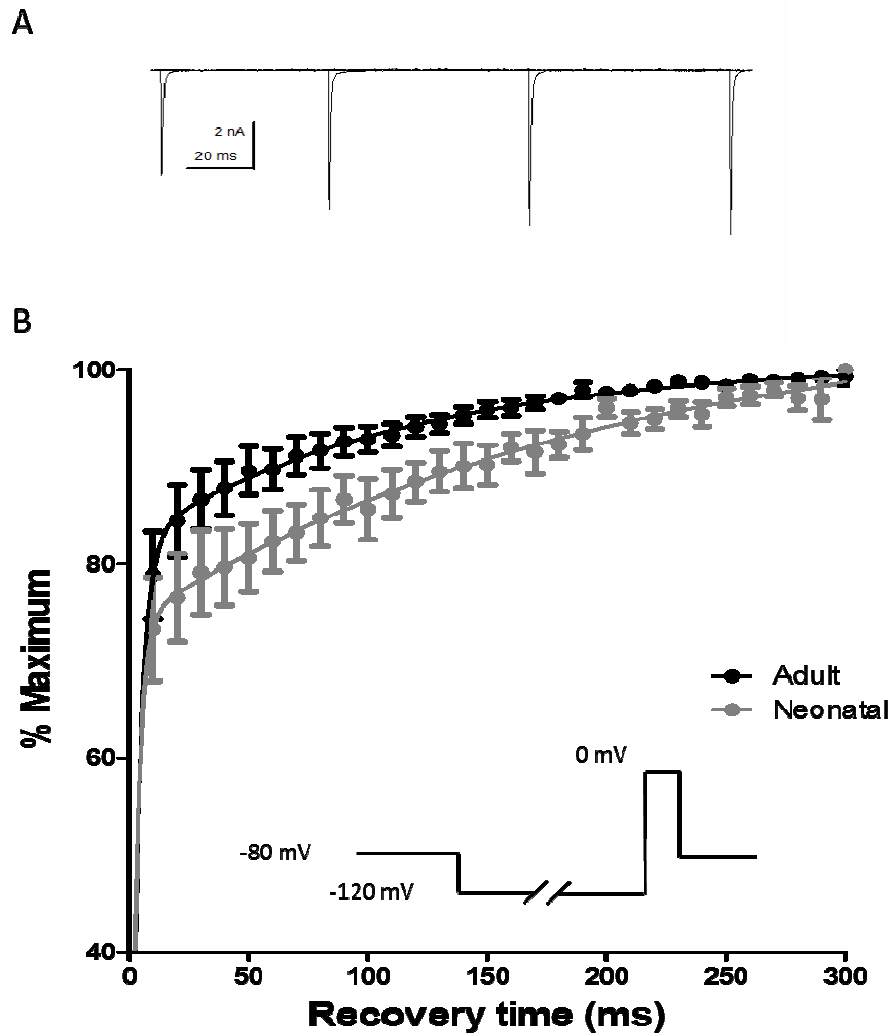 A
2 nA
20 ms
B
100
80
60
40
% Maximum
Adult
Neonatal
0 mV
-80 mV
-120 mV
0 50 100 150 200 250 300
Recovery time (ms)